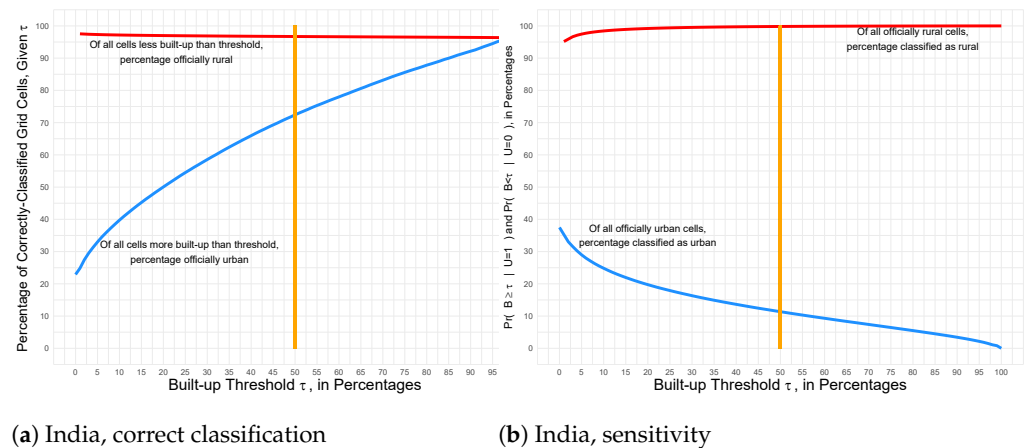 Percentage of Correctly-Classified Grid Cells, Given τ
100
90
80
70
60
50
40
30
20
10
0
Of all cells less built-up than threshold,
percentage officially rural
Of all cells more built-up than threshold,
percentage officially urban
0 5 10 15 20 25 30 35 40 45 50 55 60 65 70 75 80 85 90 95
Built-up Threshold τ, in Percentages
(a) India, correct classification
Pr( B ≥ τ | U=1 ) and Pr( B<τ | U=0 ), in Percentages
100
90
80
70
60
50
40
30
20
10
0
Of all officially rural cells,
percentage classified as rural
Of all officially urban cells,
percentage classified as urban
0 5 10 15 20 25 30 35 40 45 50 55 60 65 70 75 80 85 90 95 100
Built-up Threshold τ, in Percentages
(b) India, sensitivity